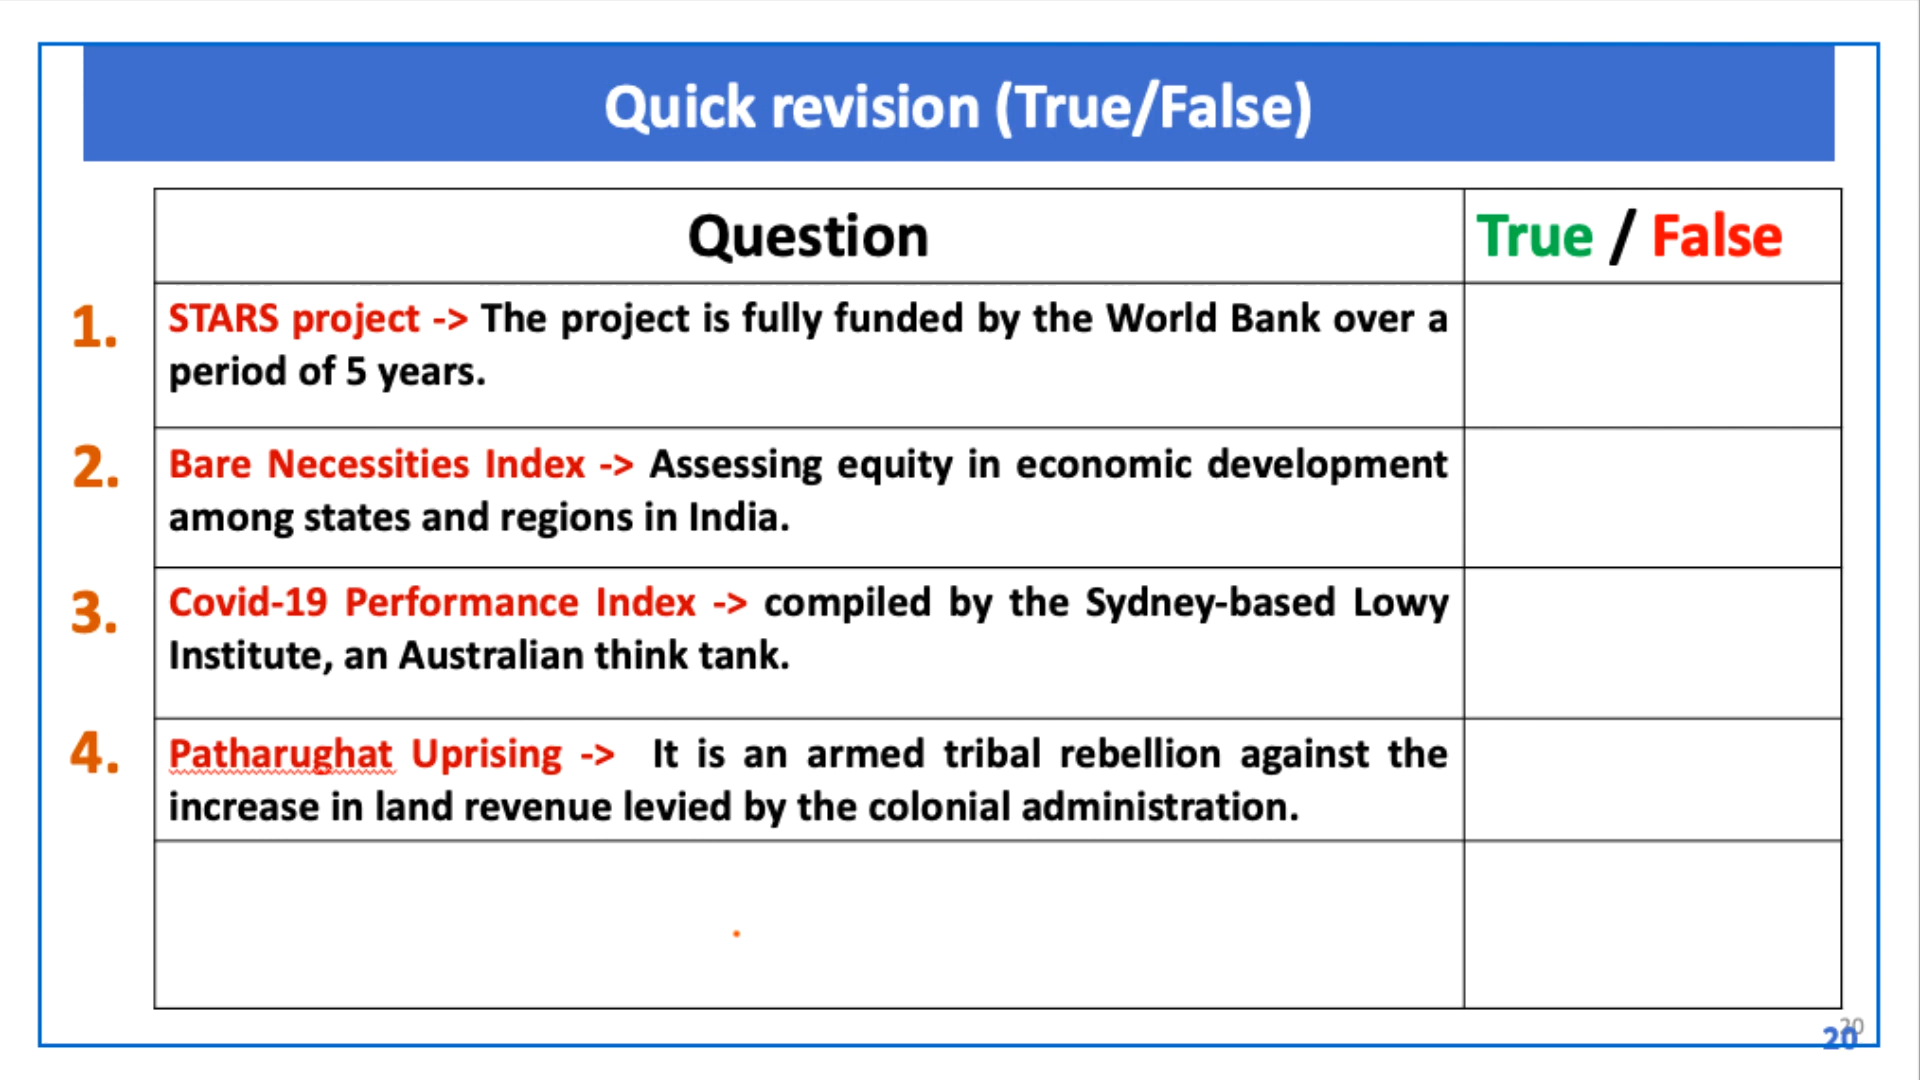 Quick revision (True/False)
Question
True / False
1.
STARS project -> The project is fully funded by the World Bank over a
period of 5 years.
2.
Bare Necessities Index -> Assessing equity in economic development
among states and regions in India.
3.
Covid-19 Performance Index -> compiled by the Sydney-based Lowy
Institute, an Australian think tank.
4.
Patharughat Uprising -> It is an armed tribal rebellion against the
increase in land revenue levied by the colonial administration.
20
20